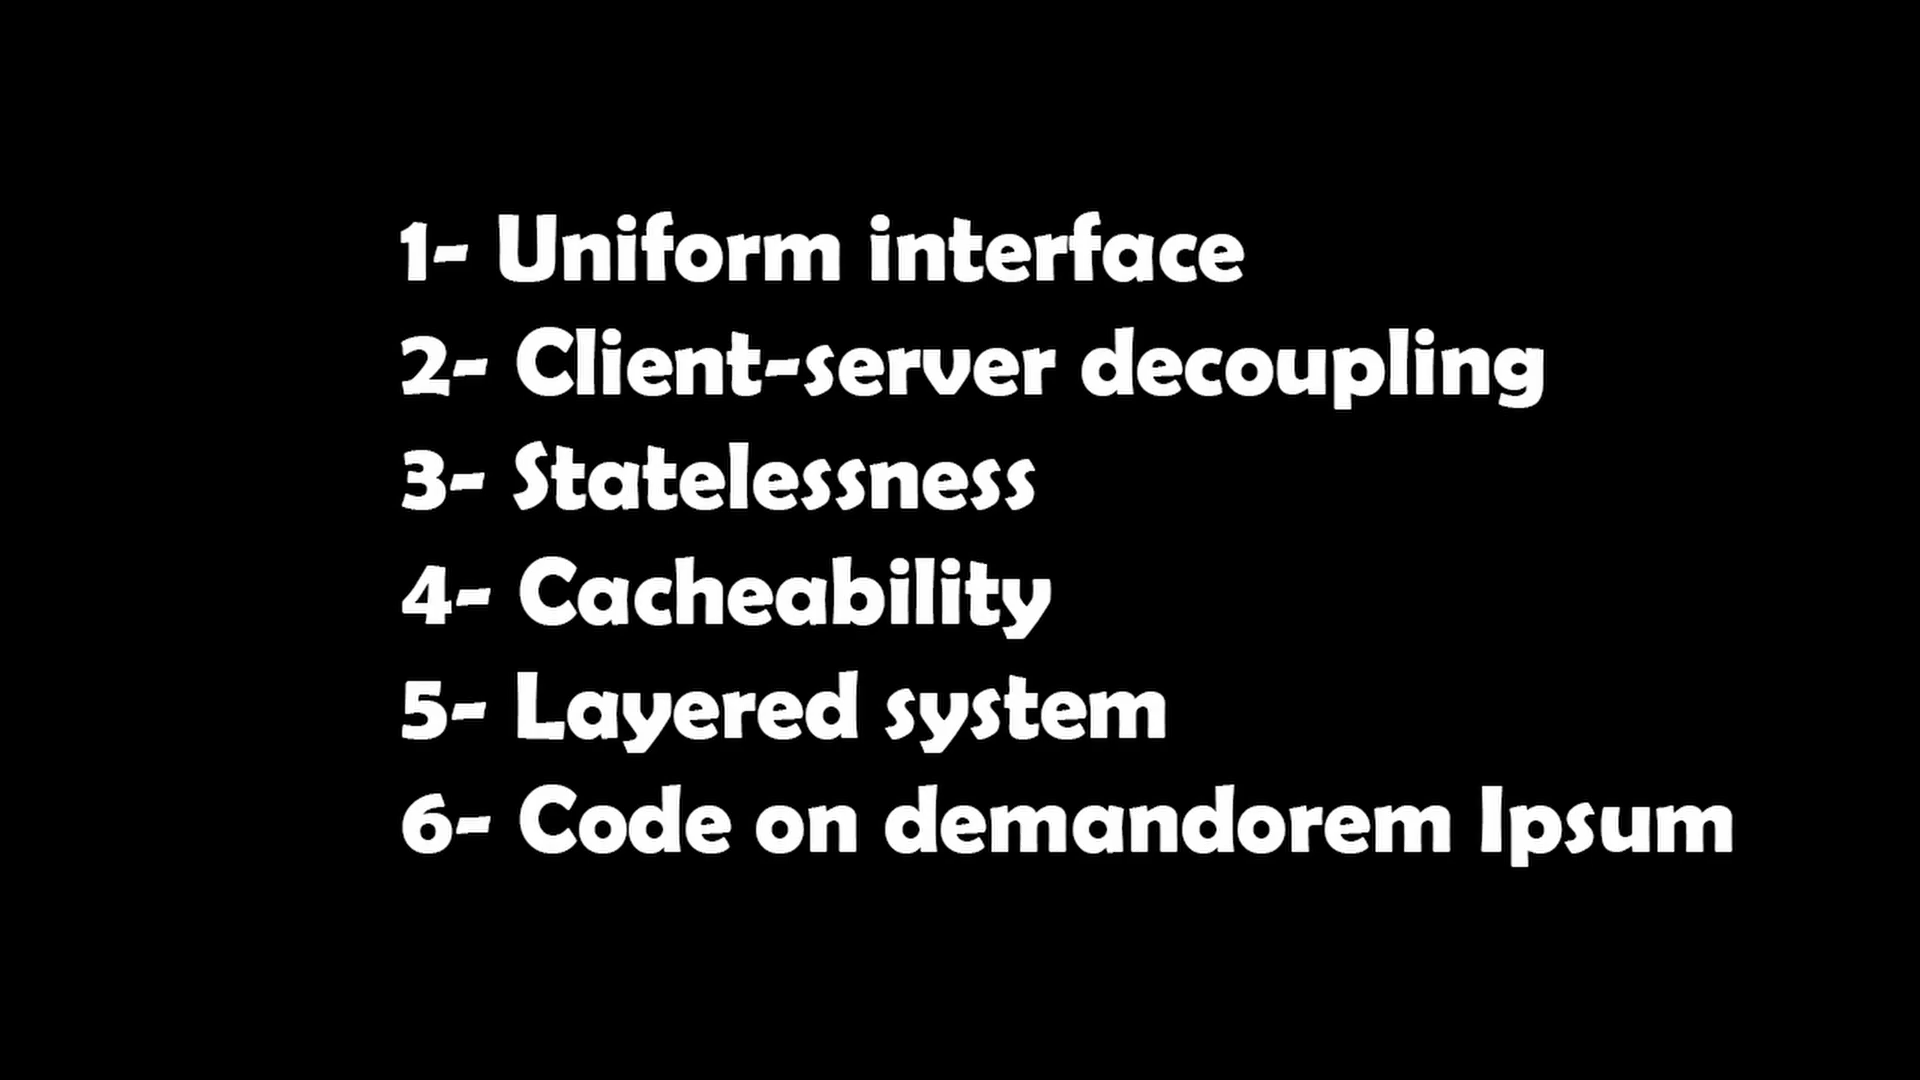 1- Uniform interface
2- Client-server decoupling
3- Statelessness
4- Cacheability
5- Layered system
6- Code on demandorem Ipsum